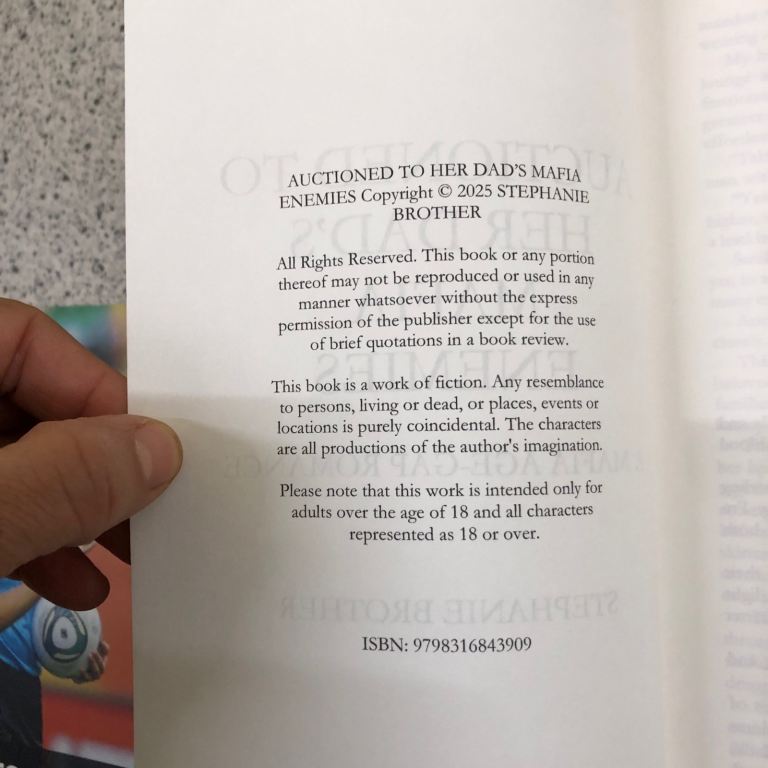 AUCTIONED TO HER DAD'S MAFIA
ENEMIES Copyright © 2025 STEPHANIE
BROTHER
All Rights Reserved. This book or any portion
thereof may not be reproduced or used in any
manner whatsoever without the express
permission of the publisher except for the use
of brief quotations in a book review.
This book is a work of fiction. Any resemblance
to persons, living or dead, or places, events or
locations is purely coincidental. The characters
are all productions of the author's imagination.
Please note that this work is intended only for
adults over the age of 18 and all characters
represented as 18 or over.
ISBN: 9798316843909